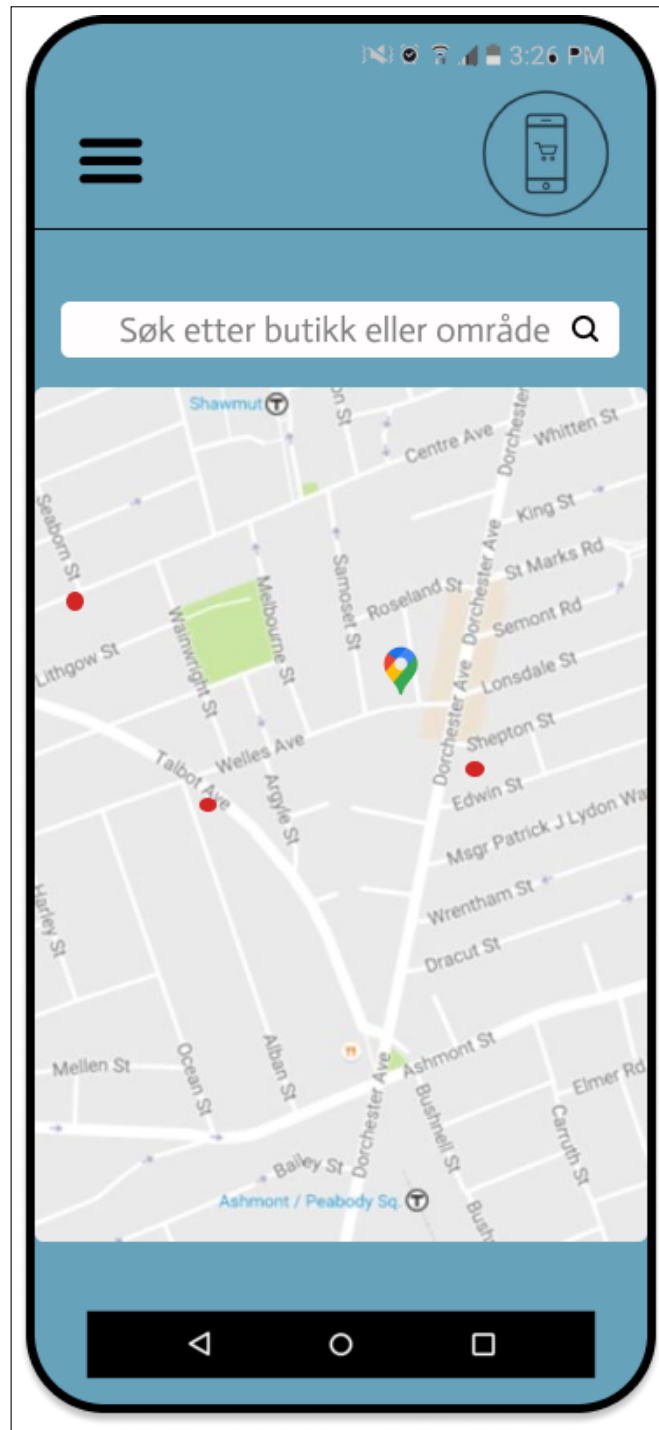 3:26 PM
Søk etter butikk eller område
Shawmut
T
on St
Centre Ave
Dorchester
Whitten St
Seaborn St
King St
Samoset St
Dorchester Ave
St Marks Rd
Roseland St
Melbourne St
Wainwright St
Semont Rd
Lithgow St
Lonsdale St
Dorchester Ave
Shepton St
Welles Ave
Talbot Ave
Argyle St
Edwin St
Msgr Patrick J Lydon Wa
Harley St
Wrentham St
Dracut St
Ashmont St
Mellen St
Ocean St
Alban St
Elmer Rd
Dorchester Ave
Bushnell St
Carruth St
Bailey St
Ashmont / Peabody Sq.
T
Bushn